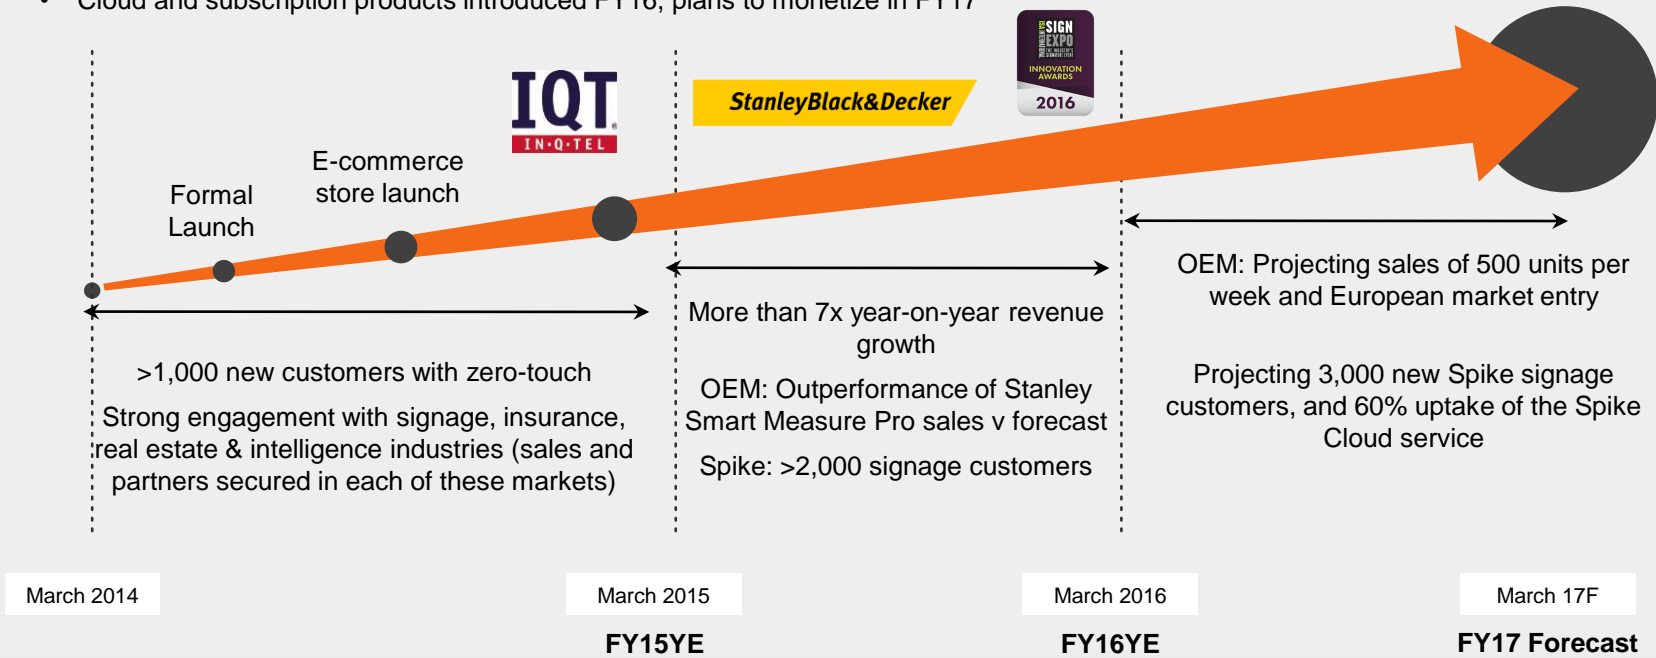 • Cloud and subscription products introduced FY16, plans to monetize in FY17
SIGN
EXPO
INNOVATION
AWARDS
2016
IQT
IN·Q·TEL
StanleyBlack&Decker
Formal
Launch
E-commerce
store launch
>1,000 new customers with zero-touch
Strong engagement with signage, insurance,
real estate & intelligence industries (sales and
partners secured in each of these markets)
More than 7x year-on-year revenue
growth
OEM: Outperformance of Stanley
Smart Measure Pro sales v forecast
Spike: >2,000 signage customers
OEM: Projecting sales of 500 units per
week and European market entry
Projecting 3,000 new Spike signage
customers, and 60% uptake of the Spike
Cloud service
March 2014
March 2015
March 2016
March 17F
FY15YE
FY16YE
FY17 Forecast